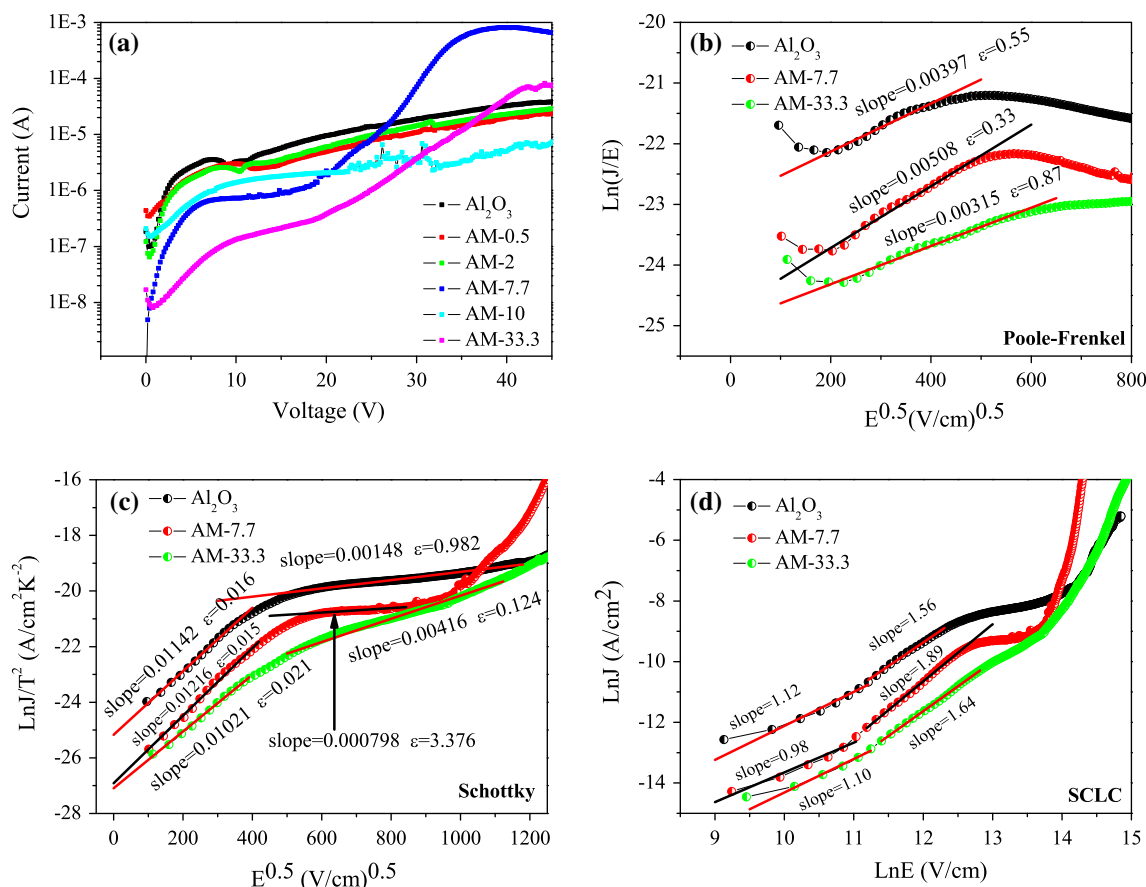 (a)
1E-3
1E-4
1E-5
1E-6
1E-7
1E-8
Current (A)
Al2O3
AM-0.5
AM-2
AM-7.7
AM-10
AM-33.3
0 10 20 30 40
Voltage (V)
(b)
Al2O3
AM-7.7
AM-33.3
-20
-21
-22
-23
-24
-25
Ln(J/E)
slope=0.00397 ε=0.55
slope=0.00508 ε=0.33
slope=0.00315 ε=0.87
Poole-Frenkel
0 200 400 600 800
E^0.5(V/cm)^0.5
(c)
Al2O3
AM-7.7
AM-33.3
-16
-18
-20
-22
-24
-26
-28
LnJ/T^2 (A/cm^2K^-2)
slope=0.00148 ε=0.982
slope=0.01142 ε=0.016
slope=0.01216 ε=0.015
slope=0.01021 ε=0.021
slope=0.00416 ε=0.124
slope=0.000798 ε=3.376
Schottky
0 200 400 600 800 1000 1200
E^0.5 (V/cm)^0.5
(d)
Al2O3
AM-7.7
AM-33.3
-4
-6
-8
-10
-12
-14
LnJ (A/cm^2)
slope=1.56
slope=1.12
slope=1.89
slope=0.98
slope=1.64
slope=1.10
SCLC
9 10 11 12 13 14 15
LnE (V/cm)